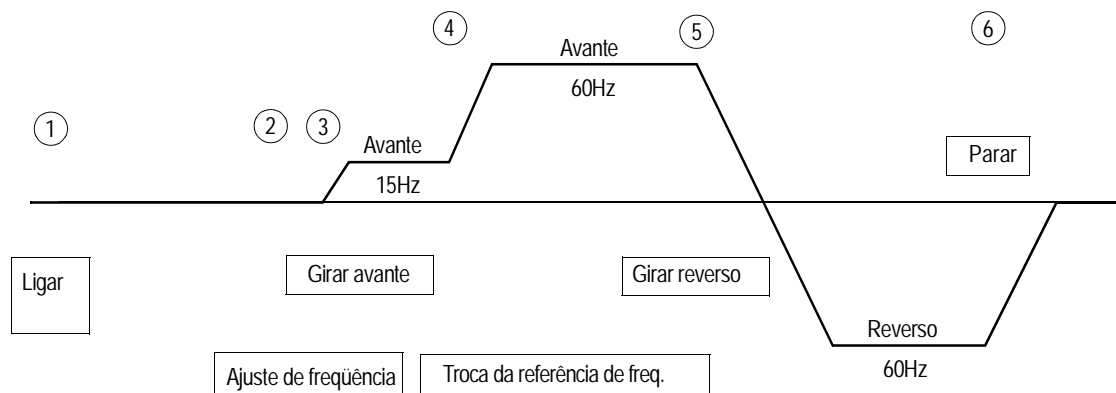 4
5
6
Avante
60Hz
1
2
3
Avante
15Hz
Parar
Ligar
Girar avante
Girar reverso
Reverso
60Hz
Ajuste de freqüência
Troca da referência de freq.